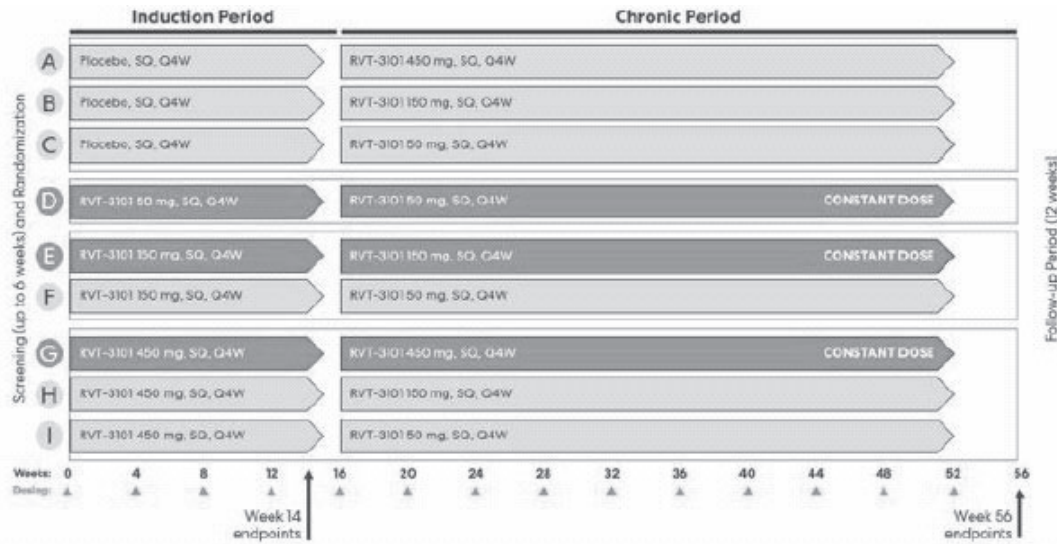 Induction Period
Chronic Period
Screening (up to 6 weeks) and Randomization
A
Placebo, SQ, Q4W
RVT-3101 450 mg, SQ, Q4W
B
Placebo, SQ, Q4W
RVT-3101 150 mg, SQ, Q4W
C
Placebo, SQ, Q4W
RVT-3101 50 mg, SQ, Q4W
D
RVT-3101 50 mg, SQ, Q4W
RVT-3101 50 mg, SQ, Q4W
CONSTANT DOSE
E
RVT-3101 150 mg, SQ, Q4W
RVT-3101 150 mg, SQ, Q4W
CONSTANT DOSE
F
RVT-3101 150 mg, SQ, Q4W
RVT-3101 50 mg, SQ, Q4W
G
RVT-3101 450 mg, SQ, Q4W
RVT-3101 450 mg, SQ, Q4W
CONSTANT DOSE
H
RVT-3101 450 mg, SQ, Q4W
RVT-3101 150 mg, SQ, Q4W
I
RVT-3101 450 mg, SQ, Q4W
RVT-3101 50 mg, SQ, Q4W
Follow-up Period (12 weeks)
Weeks: 0 4 8 12 16 20 24 28 32 36 40 44 48 52 56
Dosing:
Week 14
endpoints
Week 56
endpoints